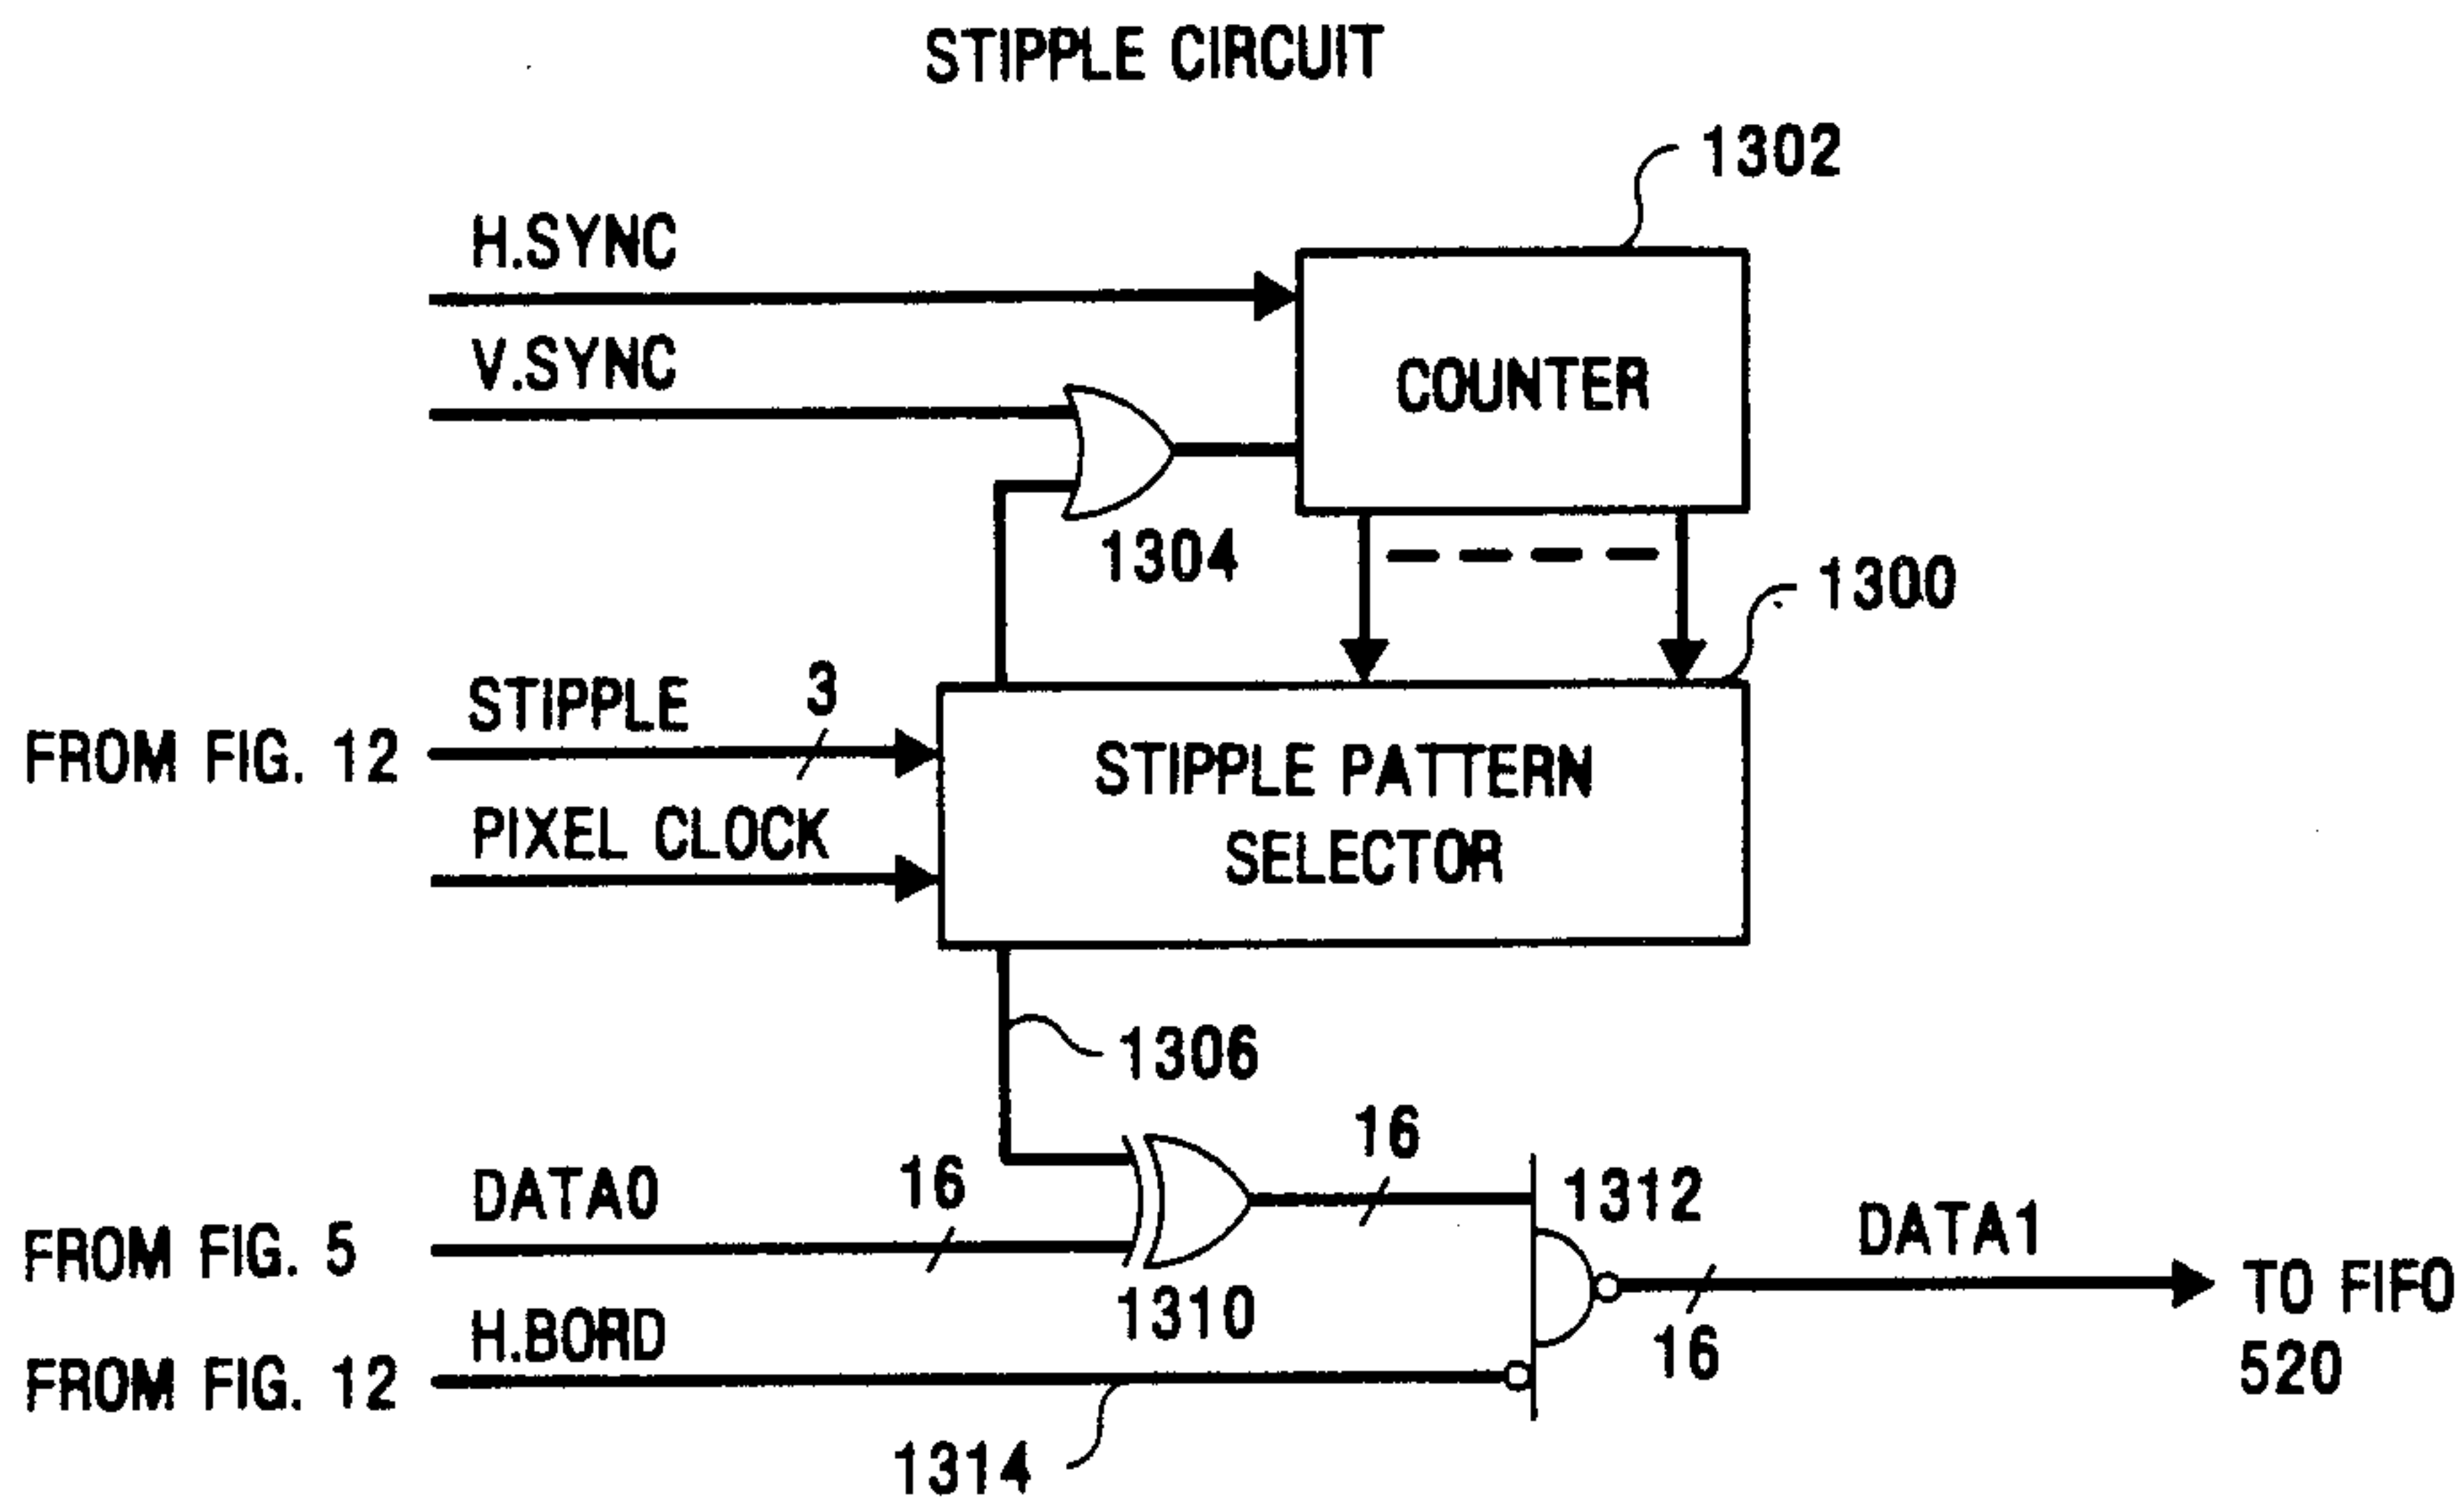 STIPPLE CIRCUIT
1302
H.SYNC
V.SYNC
COUNTER
1304
1300
STIPPLE
3
FROM FIG. 12
PIXEL CLOCK
STIPPLE PATTERN
SELECTOR
1306
16
DATA0
16
1312
DATA1
FROM FIG. 5
1310
TO FIFO
520
H.BORD
16
FROM FIG. 12
1314